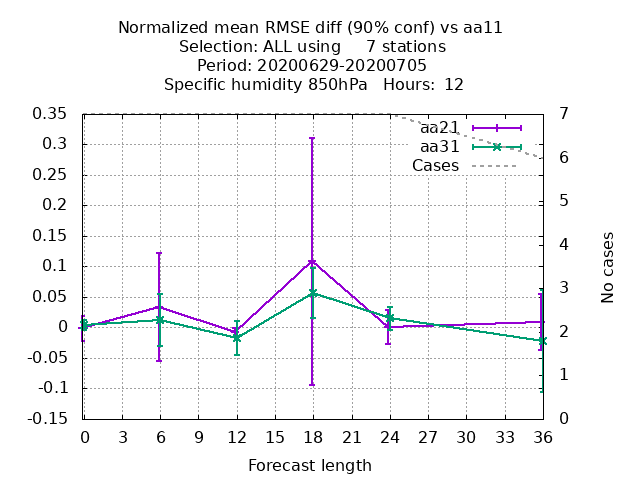 Normalized mean RMSE diff (90% conf) vs aa11
Selection: ALL using     7 stations
Period: 20200629-20200705
Specific humidity 850hPa   Hours:  12
0.35
0.3
0.25
0.2
0.15
0.1
0.05
0
-0.05
-0.1
-0.15
aa21
aa31
Cases
7
6
5
4
3
2
1
0
No cases
0 3 6 9 12 15 18 21 24 27 30 33 36
Forecast length